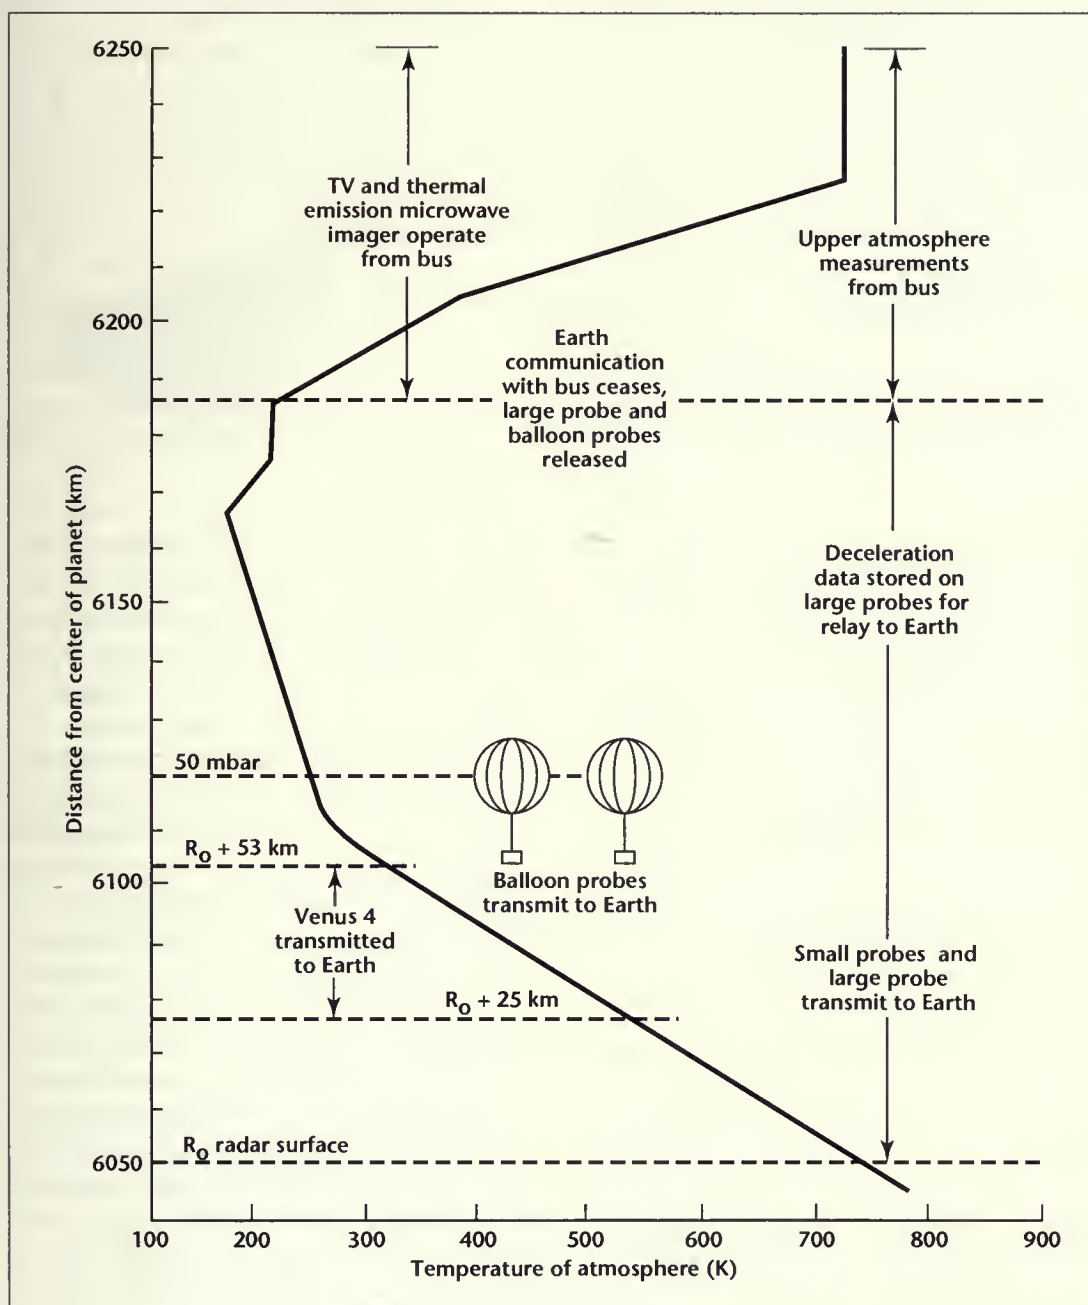 6250
TV and thermal
emission microwave
imager operate
from bus
Upper atmosphere
measurements
from bus
6200
Earth
communication
with bus ceases,
large probe and
balloon probes
released
Distance from center of planet (km)
Deceleration
data stored on
large probes for
relay to Earth
6150
50 mbar
Ro + 53 km
6100
Balloon probes
transmit to Earth
Venus 4
transmitted
to Earth
Small probes and
large probe
transmit to Earth
Ro + 25 km
Ro radar surface
6050
100 200 300 400 500 600 700 800 900
Temperature of atmosphere (K)